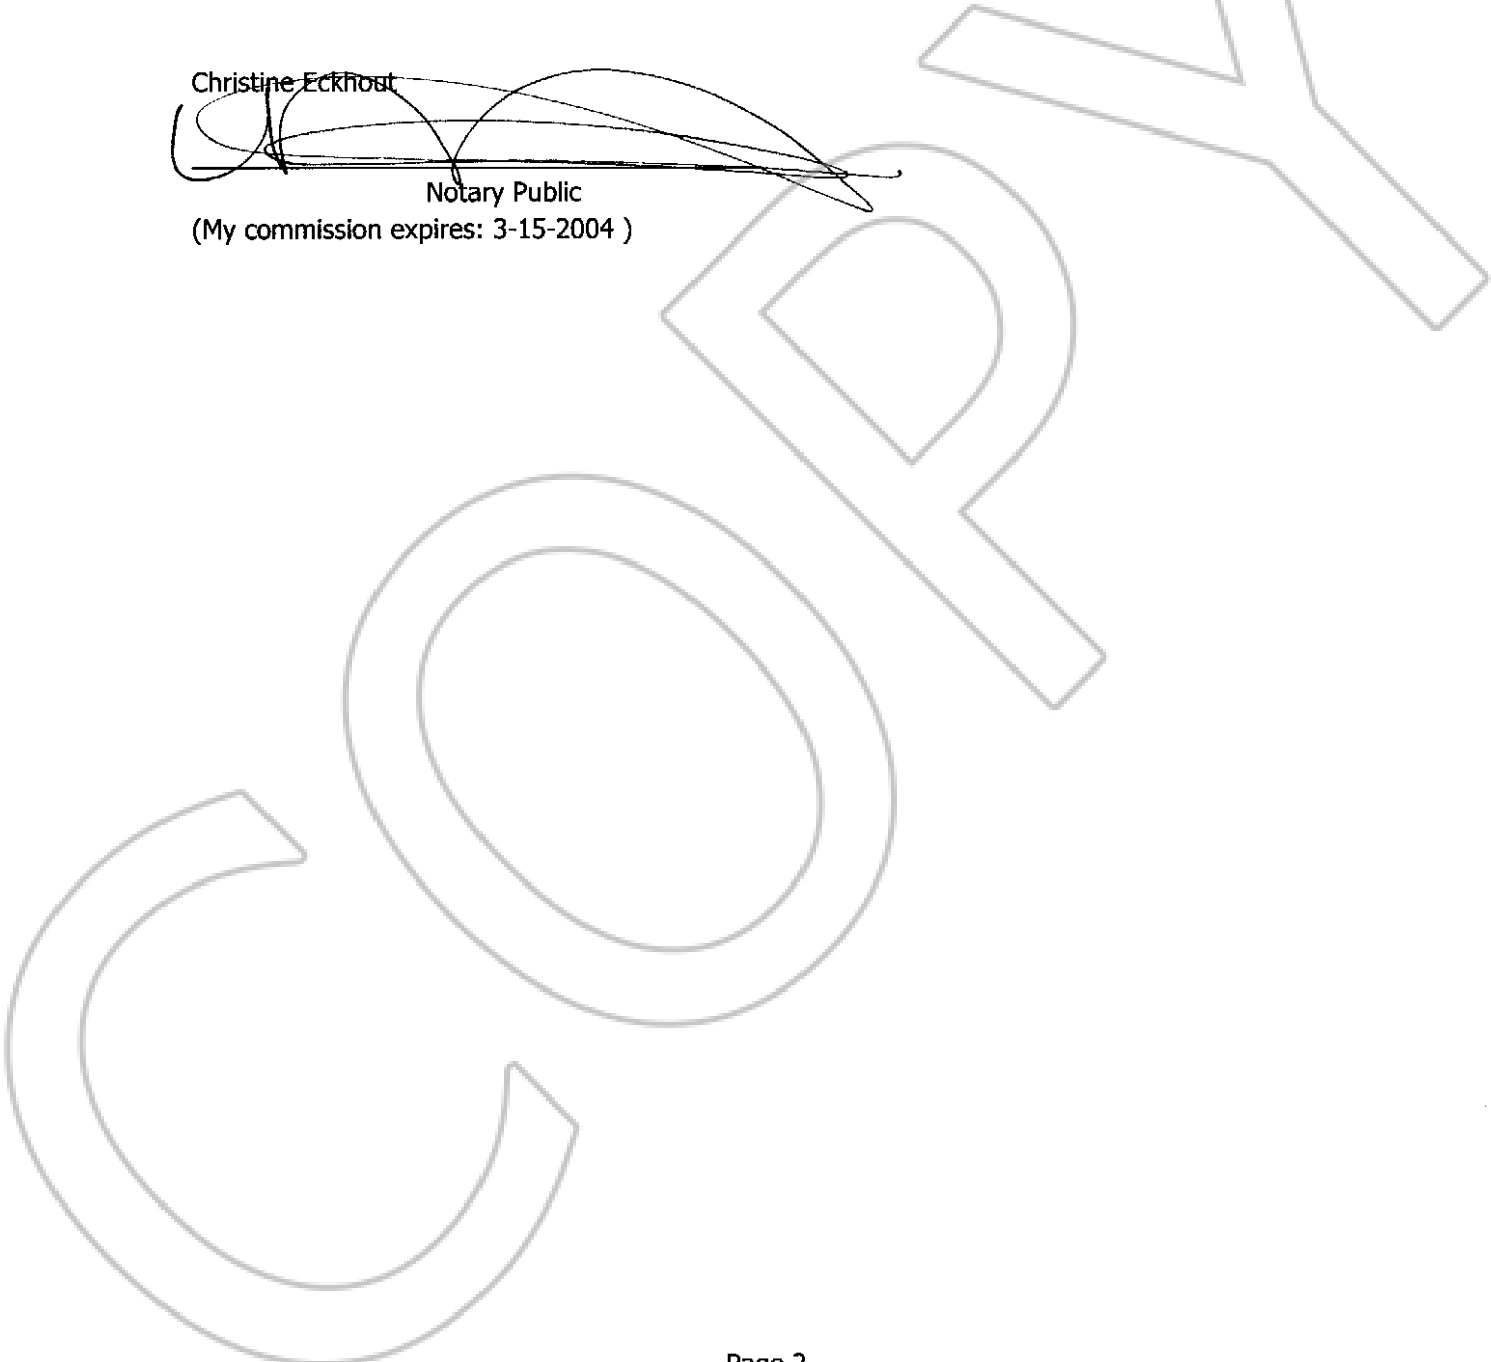 Christine Eckhout
Notary Public
(My commission expires: 3-15-2004 )
COPY
Page 2